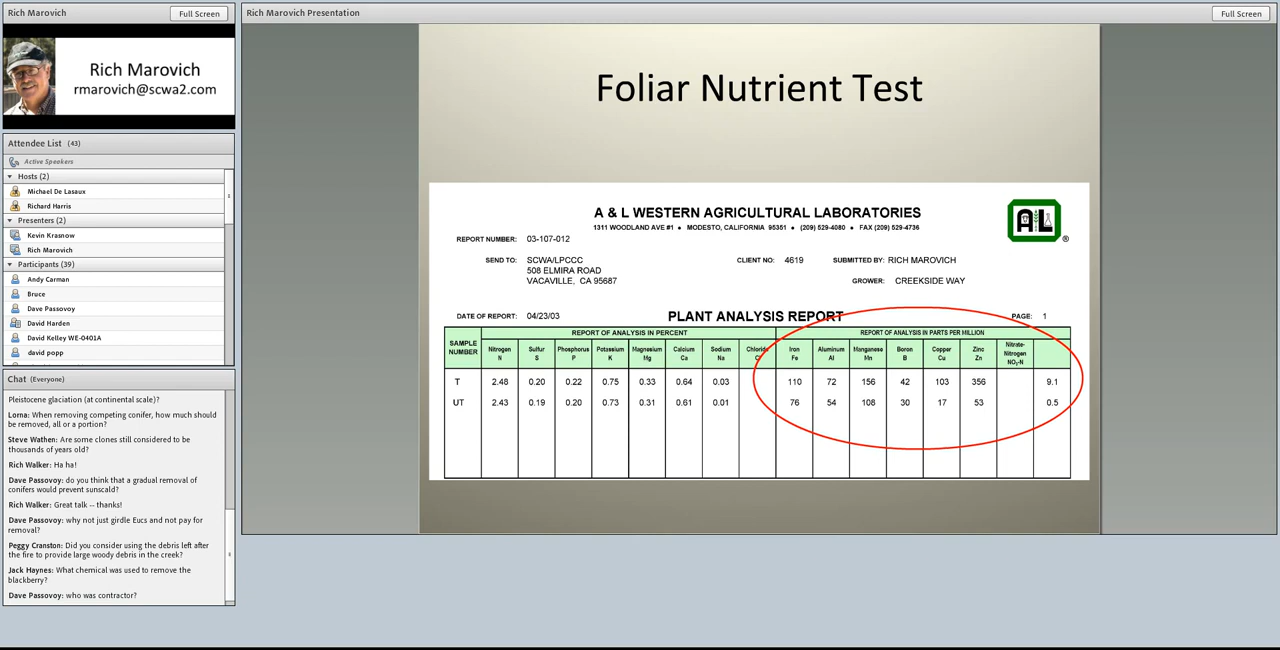 Rich Marovich
Full Screen
Rich Marovich
rmarovich@scwa2.com
Attendee List (43)
Active Speakers
Hosts (2)
Michael De Lasaux
Richard Harris
Presenters (2)
Kevin Krasnow
Rich Marovich
Participants (39)
Andy Carman
Bruce
Dave Passovoy
David Harden
David Kelley WE-0401A
david popp
Chat (Everyone)
Pleistocene glaciation (at continental scale)?
Lorna: When removing competing conifer, how much should
be removed, all or a portion?
Steve Wathen: Are some clones still considered to be
thousands of years old?
Rich Walker: Ha ha!
Dave Passovoy: do you think that a gradual removal of
conifers would prevent sunscald?
Rich Walker: Great talk -- thanks!
Dave Passovoy: why not just girdle Eucs and not pay for
removal?
Peggy Cranston: Did you consider using the debris left after
the fire to provide large woody debris in the creek?
Jack Haynes: What chemical was used to remove the
blackberry?
Dave Passovoy: who was contractor?
Rich Marovich Presentation
Full Screen
Foliar Nutrient Test
A & L WESTERN AGRICULTURAL LABORATORIES
1311 WOODLAND AVE #1 • MODESTO, CALIFORNIA 95351 • (209) 529-4080 • FAX (209) 529-4736
A L ®
REPORT NUMBER: 03-107-012
SEND TO: SCWA/LPCCC CLIENT NO: 4619 SUBMITTED BY: RICH MAROVICH
508 ELMIRA ROAD
VACAVILLE, CA 95687 GROWER: CREEKSIDE WAY
DATE OF REPORT: 04/23/03 PLANT ANALYSIS REPORT PAGE: 1
SAMPLE NUMBER REPORT OF ANALYSIS IN PERCENT REPORT OF ANALYSIS IN PARTS PER MILLION
Nitrogen N Sulfur S Phosphorus P Potassium K Magnesium Mg Calcium Ca Sodium Na Chloride Iron Fe Aluminum Al Manganese Mn Boron B Copper Cu Zinc Zn Nitrate-Nitrogen NO3-N
T 2.48 0.20 0.22 0.75 0.33 0.64 0.03 110 72 156 42 103 356 9.1
UT 2.43 0.19 0.20 0.73 0.31 0.61 0.01 76 54 108 30 17 53 0.5